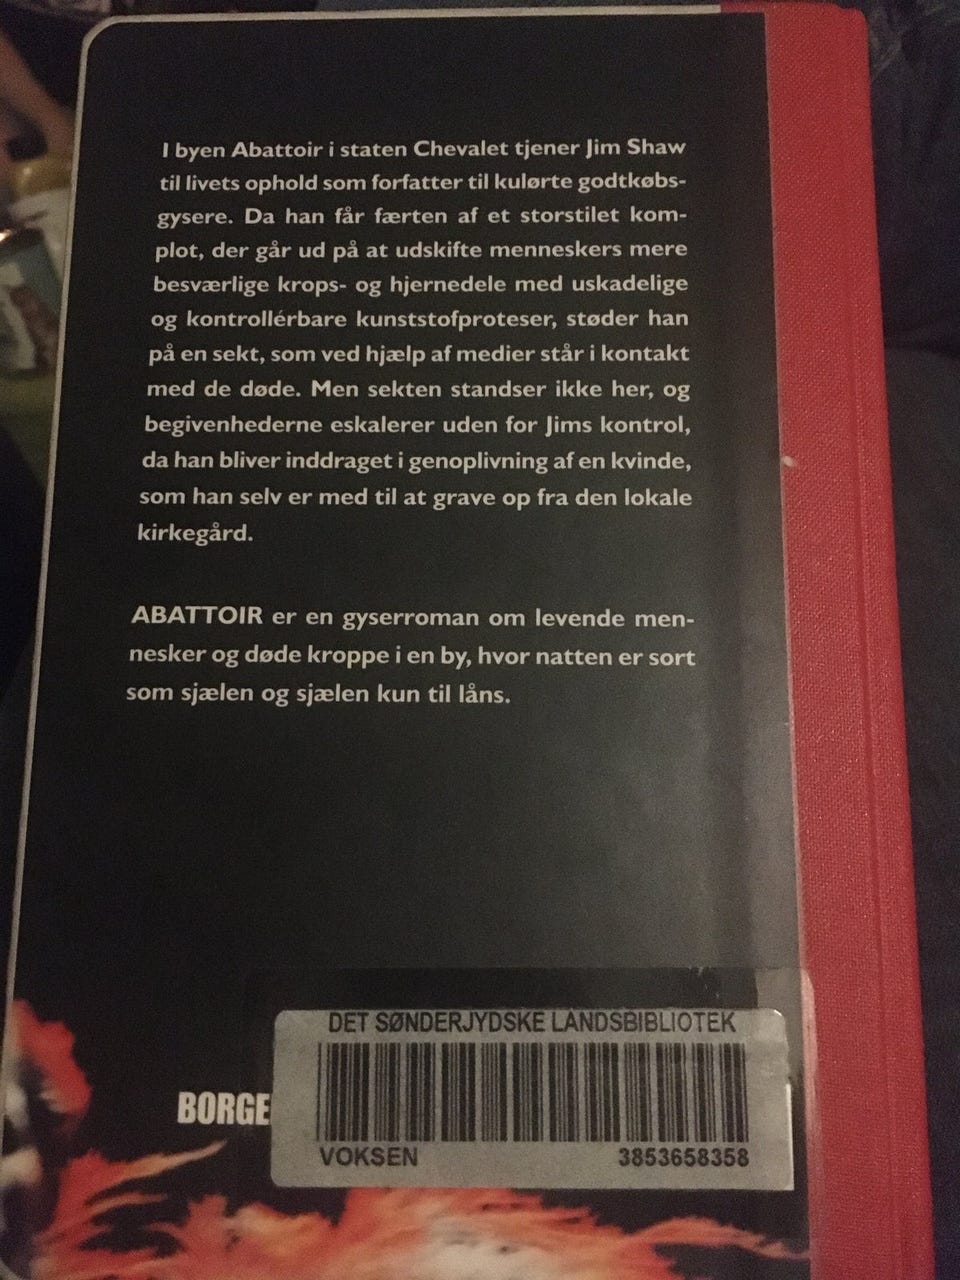 I byen Abattoir i staten Chevalet tjener Jim Shaw
til livets ophold som forfatter til kulørte godtkøbs-
gysere. Da han får færten af et storstilet kom-
plot, der går ud på at udskifte menneskers mere
besværlige krops- og hjernedele med uskadelige
og kontrollérbare kunststofproteser, støder han
på en sekt, som ved hjælp af medier står i kontakt
med de døde. Men sekten standser ikke her, og
begivenhederne eskalerer uden for Jims kontrol,
da han bliver inddraget i genoplivning af en kvinde,
som han selv er med til at grave op fra den lokale
kirkegård.
ABATTOIR er en gyserroman om levende men-
nesker og døde kroppe i en by, hvor natten er sort
som sjælen og sjælen kun til låns.
DET SØNDERJYDSKE LANDSBIBLIOTEK
BORGE
VOKSEN 3853658358